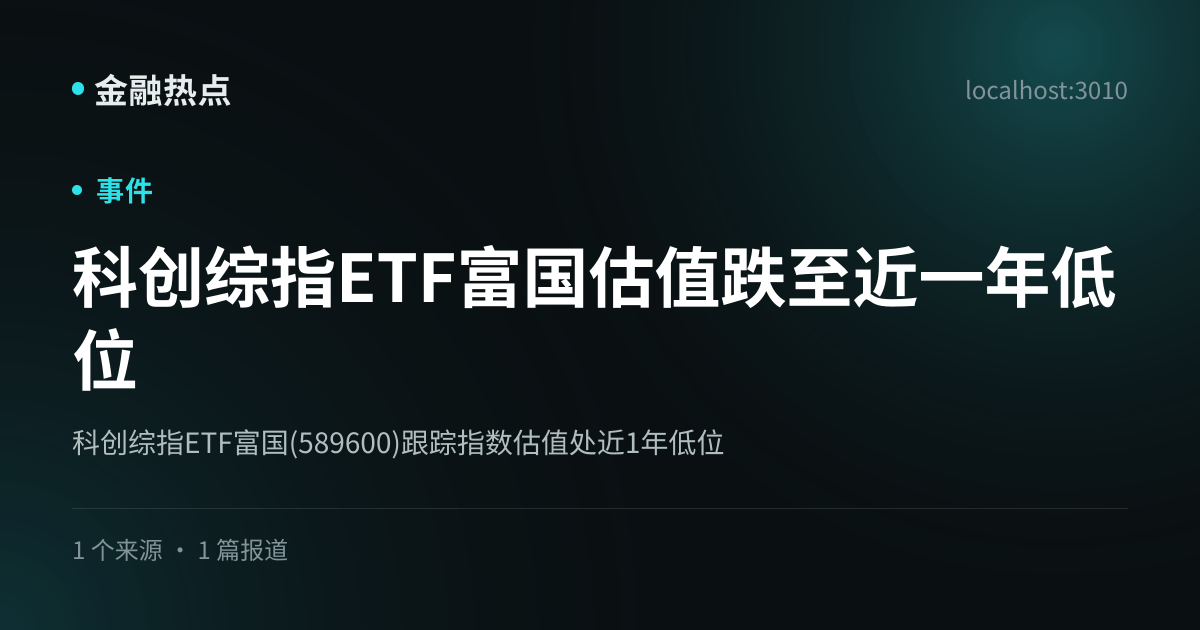 金融热点
localhost:3010
事件
科创综指ETF富国估值跌至近一年低
位
科创综指ETF富国(589600)跟踪指数估值处近1年低位
1 个来源 · 1 篇报道